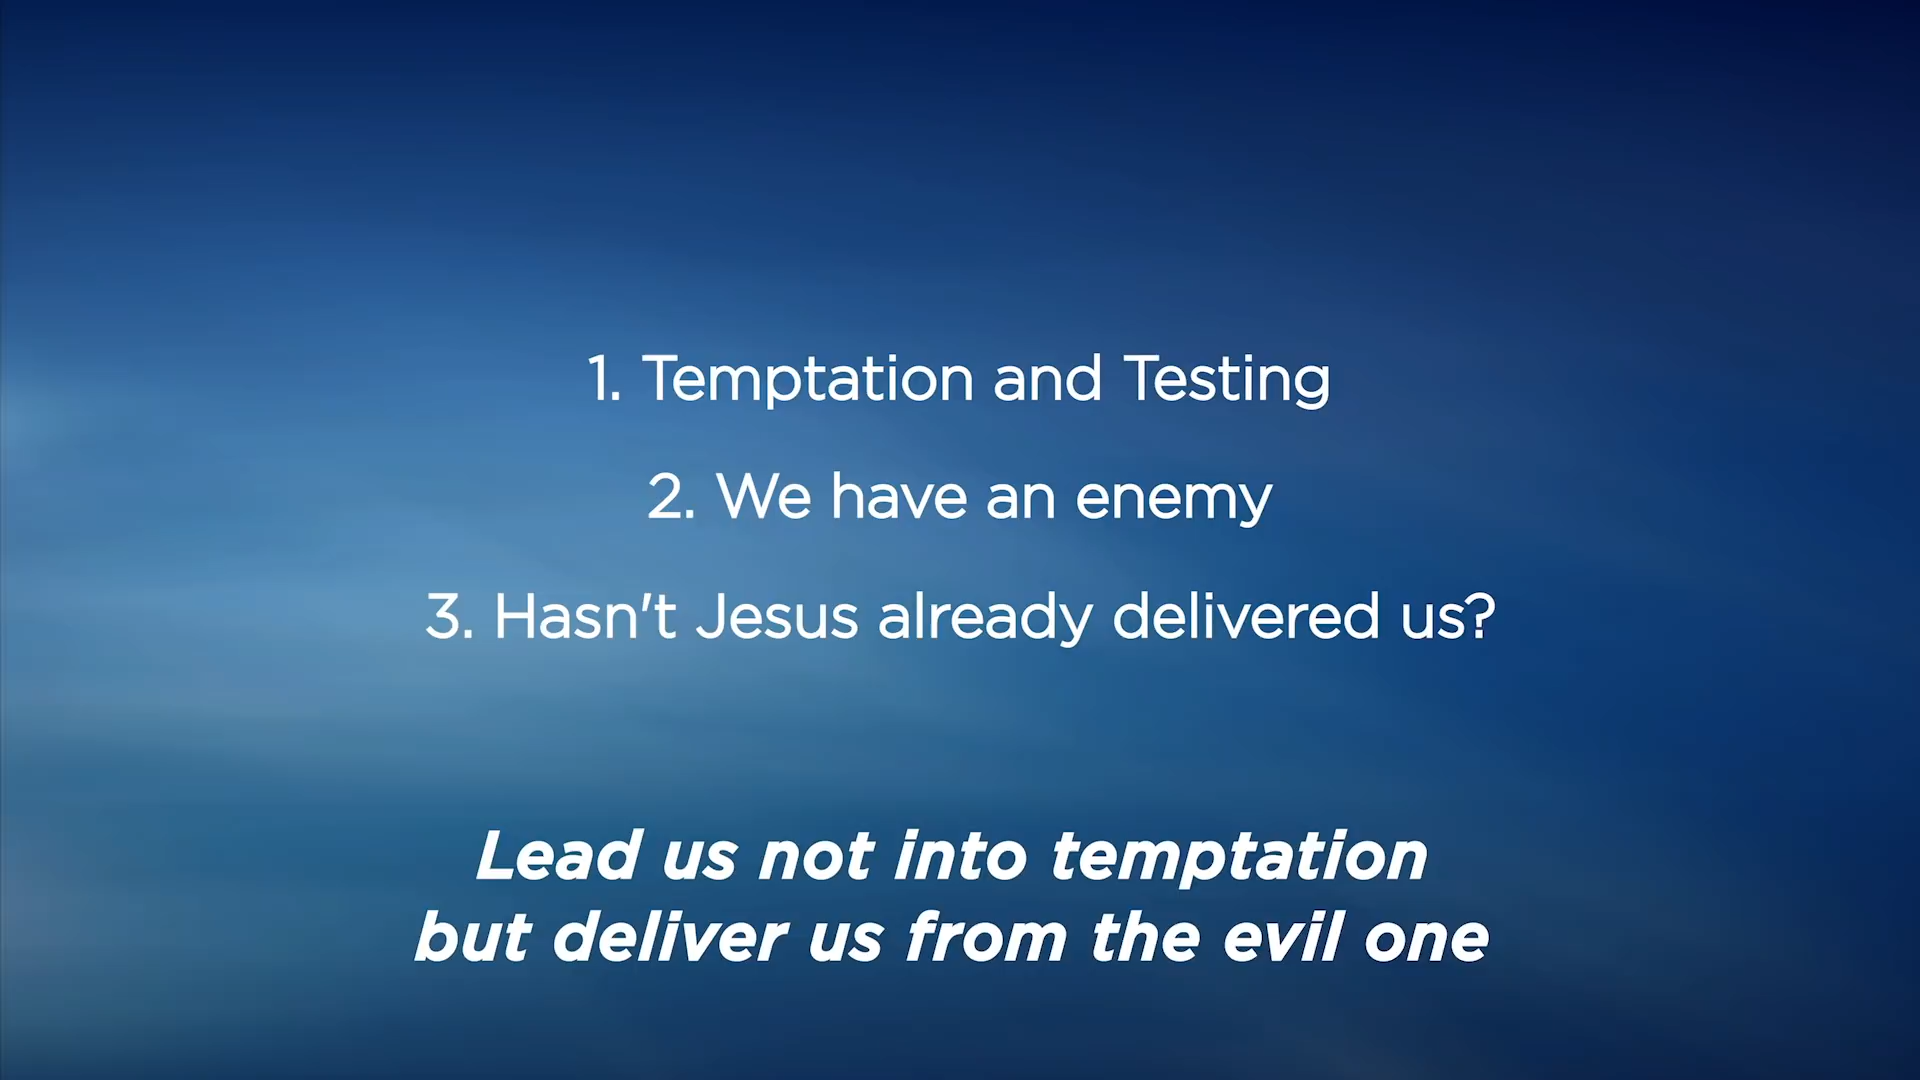 1. Temptation and Testing
2. We have an enemy
3. Hasn't Jesus already delivered us?
Lead us not into temptation
but deliver us from the evil one